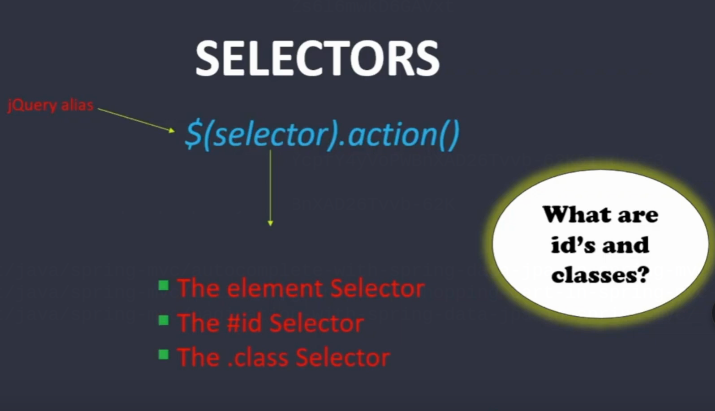 SELECTORS
jQuery alias
$(selector).action()
What are
id's and
classes?
The element Selector
The #id Selector
The .class Selector